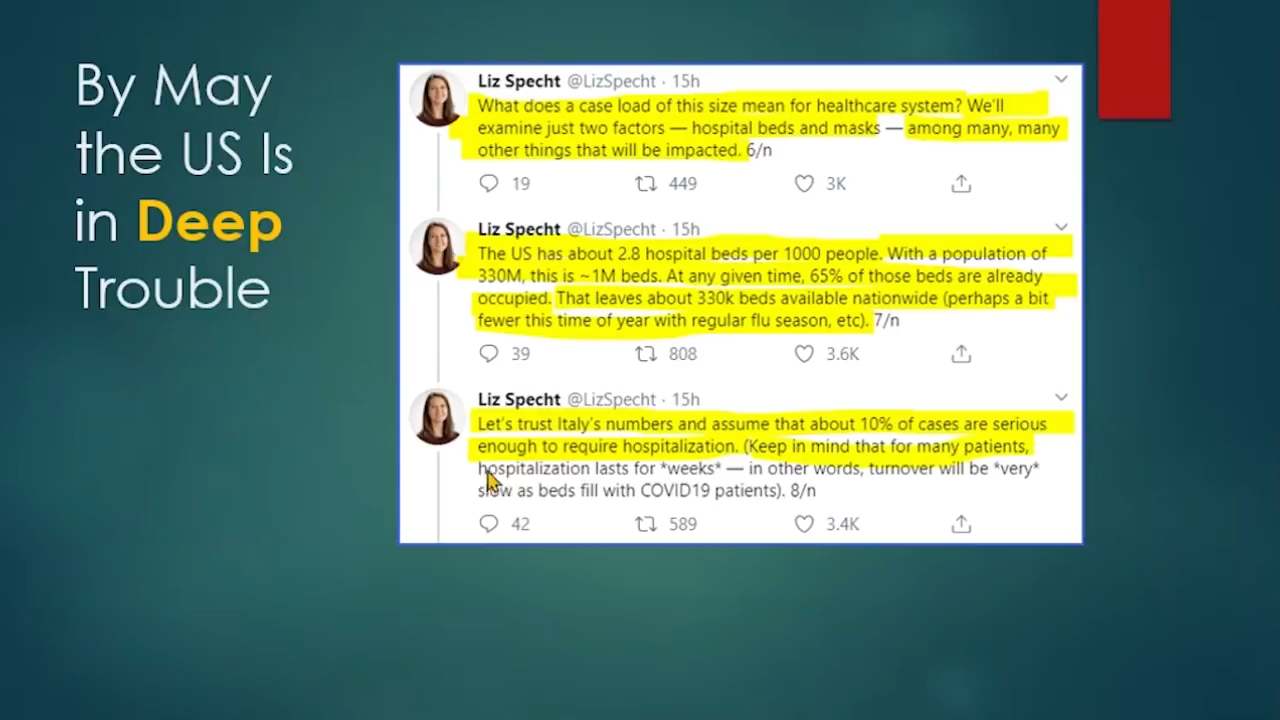 By May
the US Is
in Deep
Trouble
Liz Specht @LizSpecht · 15h
What does a case load of this size mean for healthcare system? We'll
examine just two factors — hospital beds and masks — among many, many
other things that will be impacted. 6/n
19 449 3K
Liz Specht @LizSpecht · 15h
The US has about 2.8 hospital beds per 1000 people. With a population of
330M, this is ~1M beds. At any given time, 65% of those beds are already
occupied. That leaves about 330k beds available nationwide (perhaps a bit
fewer this time of year with regular flu season, etc). 7/n
39 808 3.6K
Liz Specht @LizSpecht · 15h
Let's trust Italy's numbers and assume that about 10% of cases are serious
enough to require hospitalization. (Keep in mind that for many patients,
hospitalization lasts for *weeks* — in other words, turnover will be *very*
slow as beds fill with COVID19 patients). 8/n
42 589 3.4K